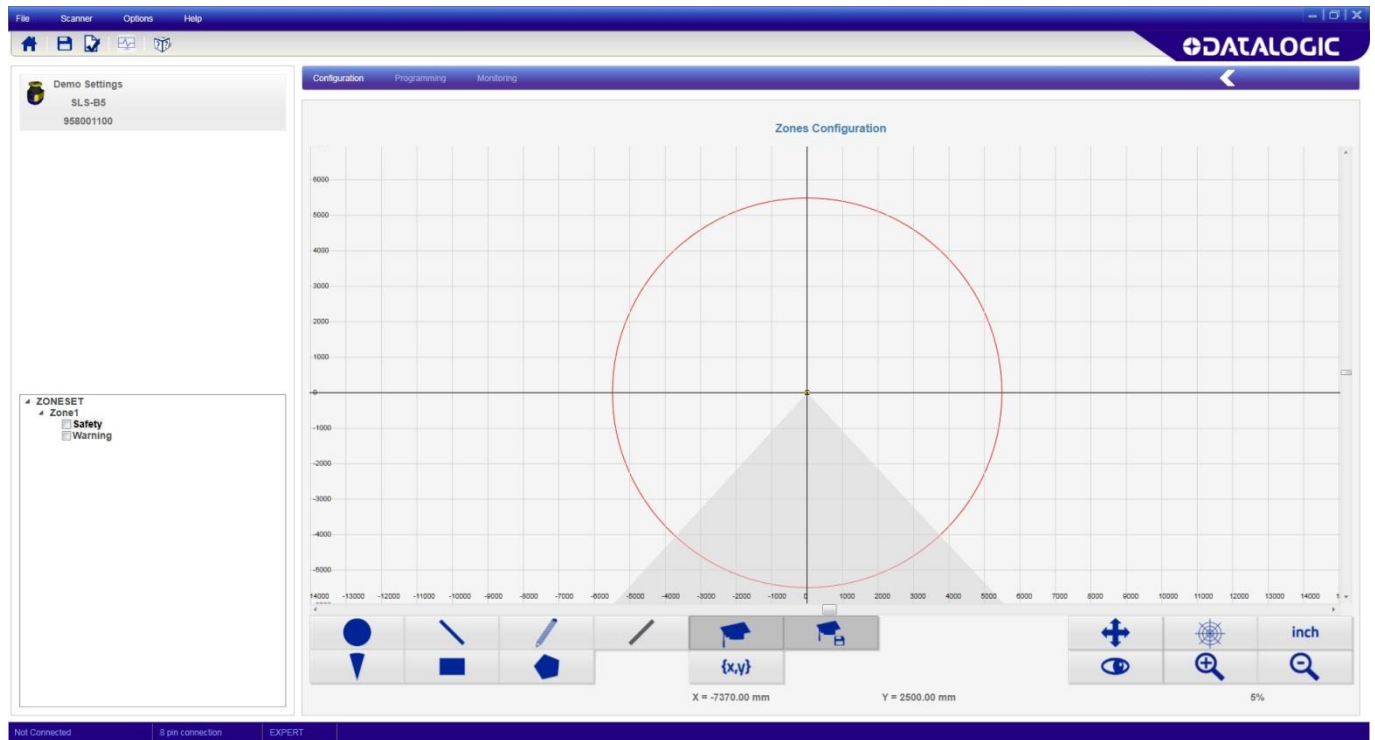 File Scanner Options Help
DATALOGIC
Demo Settings
SLS-B5
958001100
Configuration Programming Monitoring
Zones Configuration
6000
5000
4000
3000
2000
1000
0
-1000
-2000
-3000
-4000
-5000
14000 -13000 -12000 -11000 -10000 -9000 -8000 -7000 -6000 -5000 -4000 -3000 -2000 -1000 0 1000 2000 3000 4000 5000 6000 7000 8000 9000 10000 11000 12000 13000 14000 1
ZONESET
Zone1
Safety
Warning
inch
{x,y}
X = -7370.00 mm Y = 2500.00 mm 5%
Not Connected 8 pin connection EXPERT